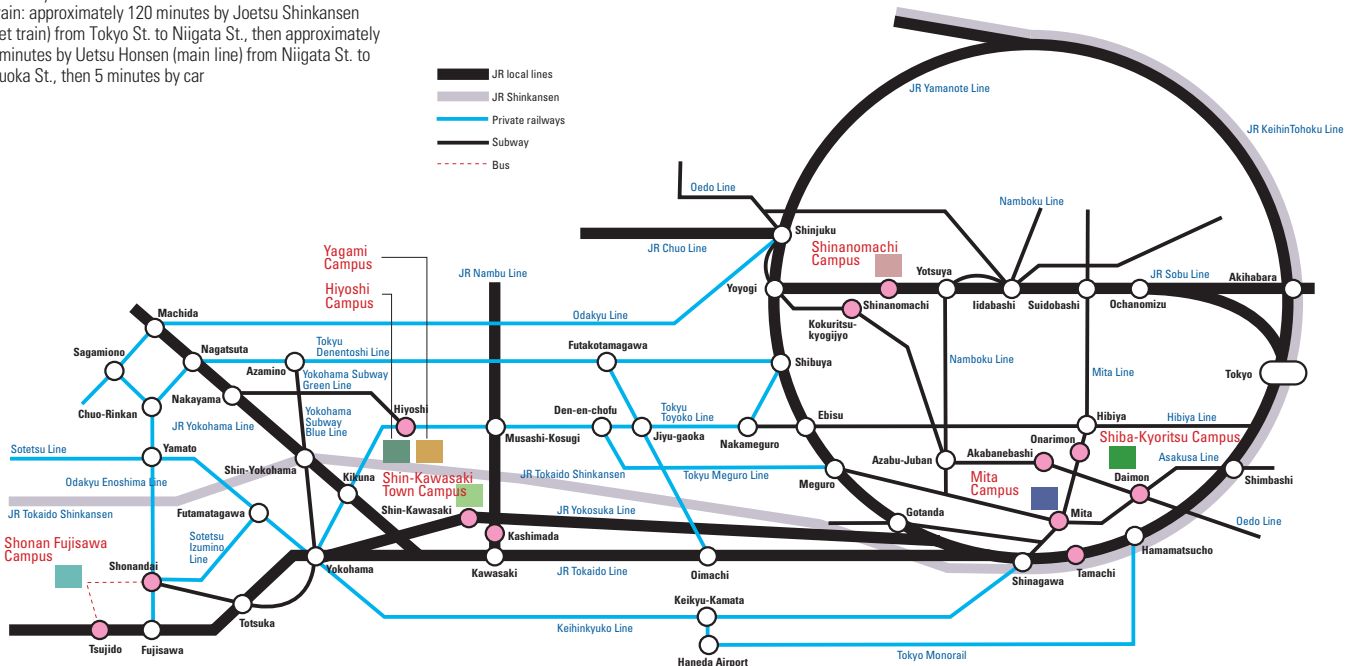 rain: approximately 120 minutes by Joetsu Shinkansen
et train) from Tokyo St. to Niigata St., then approximately
minutes by Uetsu Honsen (main line) from Niigata St. to
uoka St., then 5 minutes by car
JR local lines
JR Shinkansen
Private railways
Subway
Bus
JR Yamanote Line
JR KeihinTohoku Line
Oedo Line
Namboku Line
Shinjuku
JR Chuo Line
Shinanomachi
Campus
Yotsuya
JR Sobu Line
Akihabara
Yoyogi
Shinanomachi
Iidabashi
Suidobashi
Ochanomizu
Kokuritsu-
kyogijyo
Yagami
Campus
Hiyoshi
Campus
JR Nambu Line
Machida
Odakyu Line
Sagamiono
Nagatsuta
Azamino
Tokyu
Denentoshi Line
Futakotamagawa
Shibuya
Namboku Line
Mita Line
Tokyo
Chuo-Rinkan
Nakayama
Yokohama Subway
Green Line
Yokohama
Subway
Blue Line
Hiyoshi
Den-en-chofu
Tokyu
Toyoko Line
Ebisu
Hibiya
Hibiya Line
JR Yokohama Line
Musashi-Kosugi
Jiyu-gaoka
Nakameguro
Onarimon
Shiba-Kyoritsu Campus
Sotetsu Line
Yamato
Shin-Yokohama
Azabu-Juban
Akabanebashi
Asakusa Line
Odakyu Enoshima Line
Kikuna
Shin-Kawasaki
Town Campus
JR Tokaido Shinkansen
Tokyu Meguro Line
Meguro
Mita
Campus
Daimon
Shimbashi
JR Tokaido Shinkansen
Futamatagawa
Shin-Kawasaki
JR Yokosuka Line
Gotanda
Mita
Oedo Line
Shonan Fujisawa
Campus
Sotetsu
Izumino
Line
Kashimada
Hamamatsucho
Shonandai
Yokohama
Kawasaki
JR Tokaido Line
Oimachi
Shinagawa
Tamachi
Totsuka
Keikyu-Kamata
Keihinkyuko Line
Tsujido
Fujisawa
Haneda Airport
Tokyo Monorail